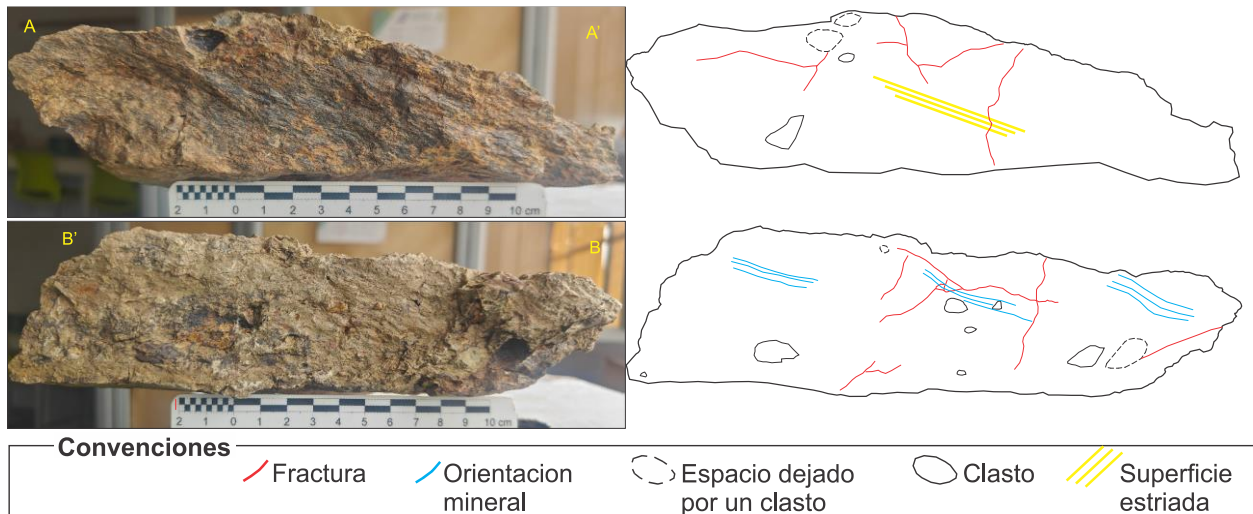 A
A'
2 1 0 1 2 3 4 5 6 7 8 9 10 cm
B'
B
2 1 0 1 2 3 4 5 6 7 8 9 10 cm
Convenciones
Fractura
Orientacion
mineral
Espacio dejado
por un clasto
Clasto
Superficie
estriada